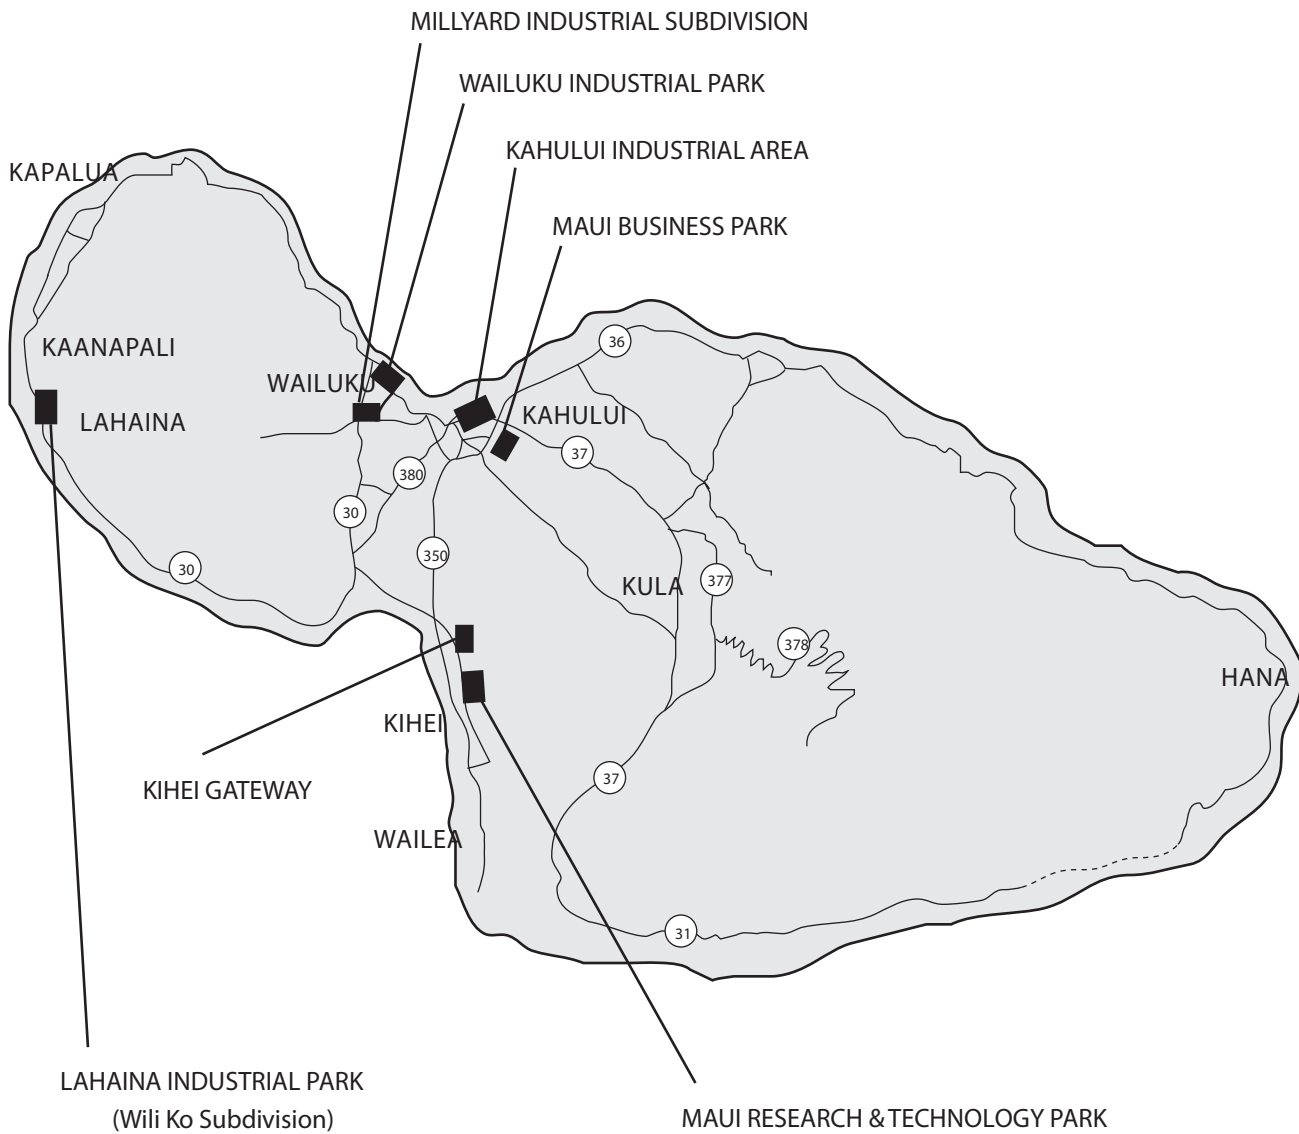 MILLYARD INDUSTRIAL SUBDIVISION
WAILUKU INDUSTRIAL PARK
KAHULUI INDUSTRIAL AREA
KAPALUA
MAUI BUSINESS PARK
36
KAANAPALI
WAILUKU
LAHAINA
KAHULUI
37
380
30
350
30
KULA
377
378
HANA
KIHEI
37
KIHEI GATEWAY
WAILEA
31
LAHAINA INDUSTRIAL PARK
(Wili Ko Subdivision)
MAUI RESEARCH & TECHNOLOGY PARK